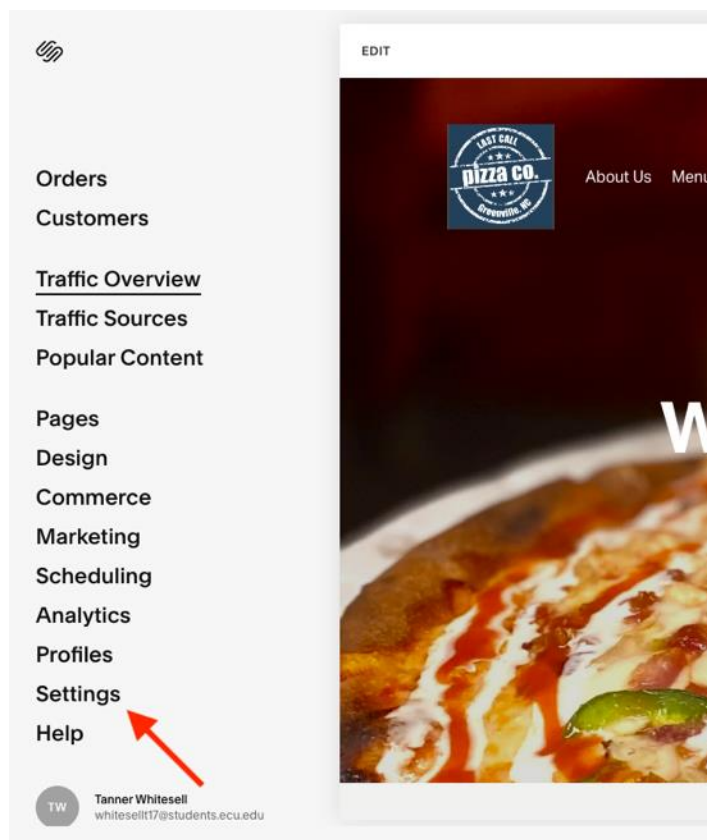 EDIT
Orders
Customers
Traffic Overview
Traffic Sources
Popular Content
Pages
Design
Commerce
Marketing
Scheduling
Analytics
Profiles
Settings
Help
TW
Tanner Whitesell
whitesellt17@students.ecu.edu
LAST CALL
pizza co.
Greenville, NC
About Us Menu
W